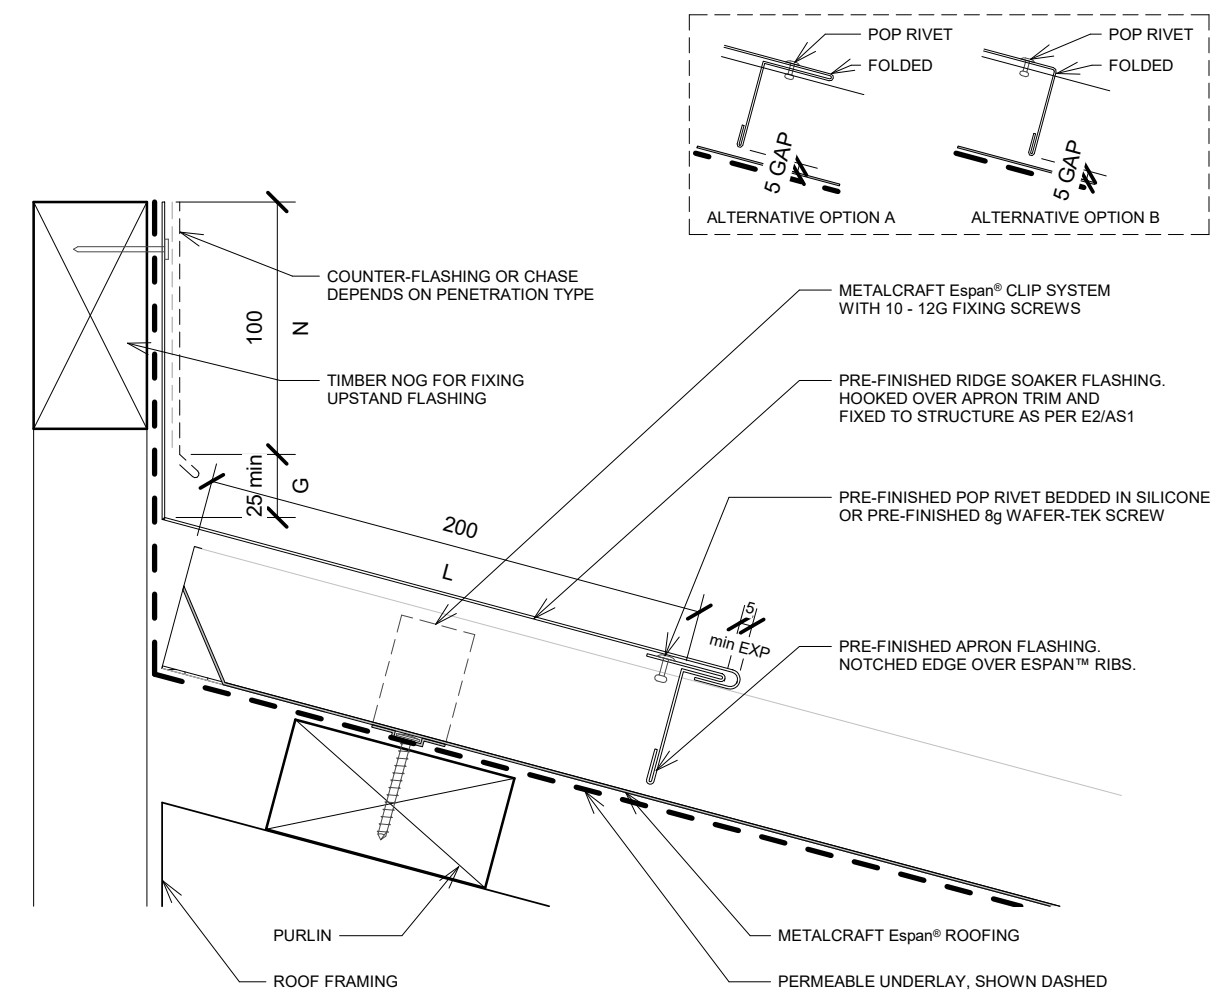 POP RIVET
FOLDED
5 GAP
ALTERNATIVE OPTION A
POP RIVET
FOLDED
5 GAP
ALTERNATIVE OPTION B
COUNTER-FLASHING OR CHASE
DEPENDS ON PENETRATION TYPE
100
N
TIMBER NOG FOR FIXING
UPSTAND FLASHING
25 min
G
200
L
5
min EXP
METALCRAFT Espan® CLIP SYSTEM
WITH 10 - 12G FIXING SCREWS
PRE-FINISHED RIDGE SOAKER FLASHING.
HOOKED OVER APRON TRIM AND
FIXED TO STRUCTURE AS PER E2/AS1
PRE-FINISHED POP RIVET BEDDED IN SILICONE
OR PRE-FINISHED 8g WAFER-TEK SCREW
PRE-FINISHED APRON FLASHING.
NOTCHED EDGE OVER ESPAN™ RIBS.
PURLIN
ROOF FRAMING
METALCRAFT Espan® ROOFING
PERMEABLE UNDERLAY, SHOWN DASHED